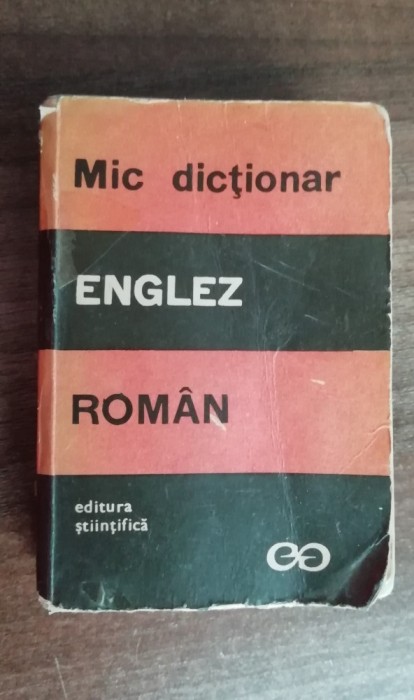 Mic dicţionar
ENGLEZ
ROMÂN
editura
ştiinţifică